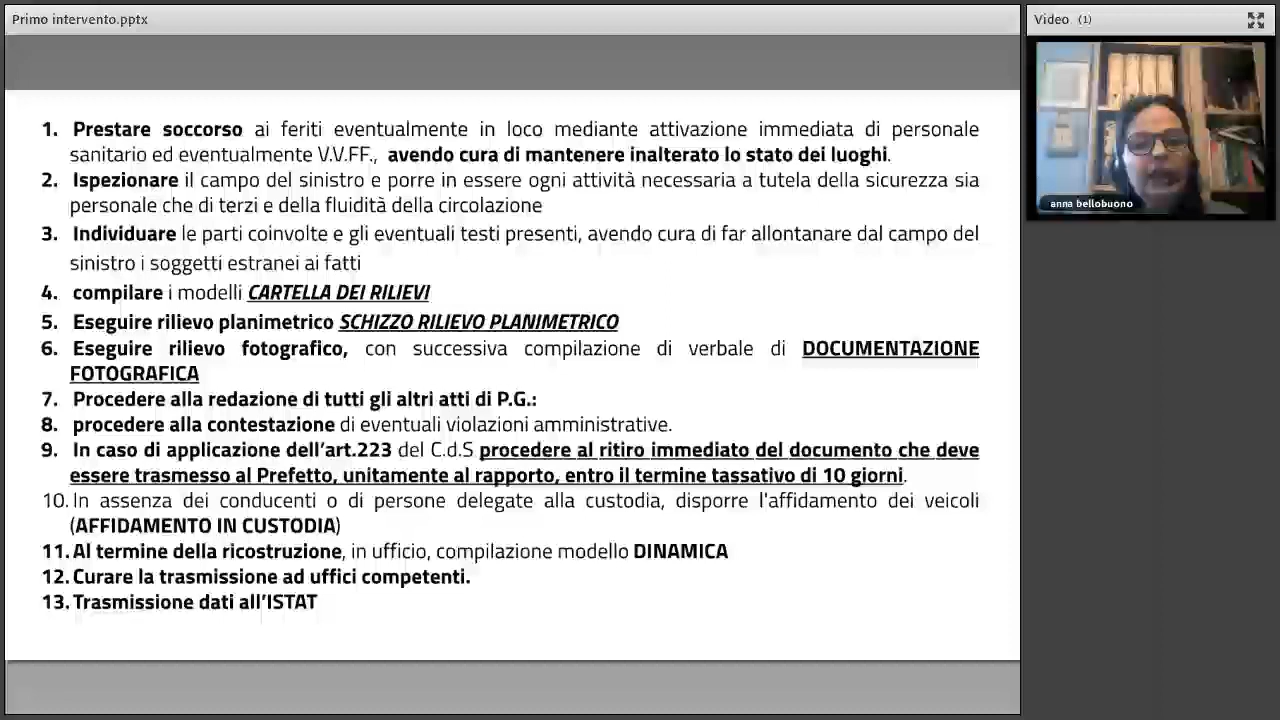 Primo intervento.pptx
Video (1)
1. Prestare soccorso ai feriti eventualmente in loco mediante attivazione immediata di personale
sanitario ed eventualmente V.V.FF., avendo cura di mantenere inalterato lo stato dei luoghi.
2. Ispezionare il campo del sinistro e porre in essere ogni attività necessaria a tutela della sicurezza sia
personale che di terzi e della fluidità della circolazione
3. Individuare le parti coinvolte e gli eventuali testi presenti, avendo cura di far allontanare dal campo del
sinistro i soggetti estranei ai fatti
4. compilare i modelli CARTELLA DEI RILIEVI
5. Eseguire rilievo planimetrico SCHIZZO RILIEVO PLANIMETRICO
6. Eseguire rilievo fotografico, con successiva compilazione di verbale di DOCUMENTAZIONE
FOTOGRAFICA
7. Procedere alla redazione di tutti gli altri atti di P.G.:
8. procedere alla contestazione di eventuali violazioni amministrative.
9. In caso di applicazione dell'art.223 del C.d.S procedere al ritiro immediato del documento che deve
essere trasmesso al Prefetto, unitamente al rapporto, entro il termine tassativo di 10 giorni.
10. In assenza dei conducenti o di persone delegate alla custodia, disporre l'affidamento dei veicoli
(AFFIDAMENTO IN CUSTODIA)
11. Al termine della ricostruzione, in ufficio, compilazione modello DINAMICA
12. Curare la trasmissione ad uffici competenti.
13. Trasmissione dati all'ISTAT
anna bellobuono